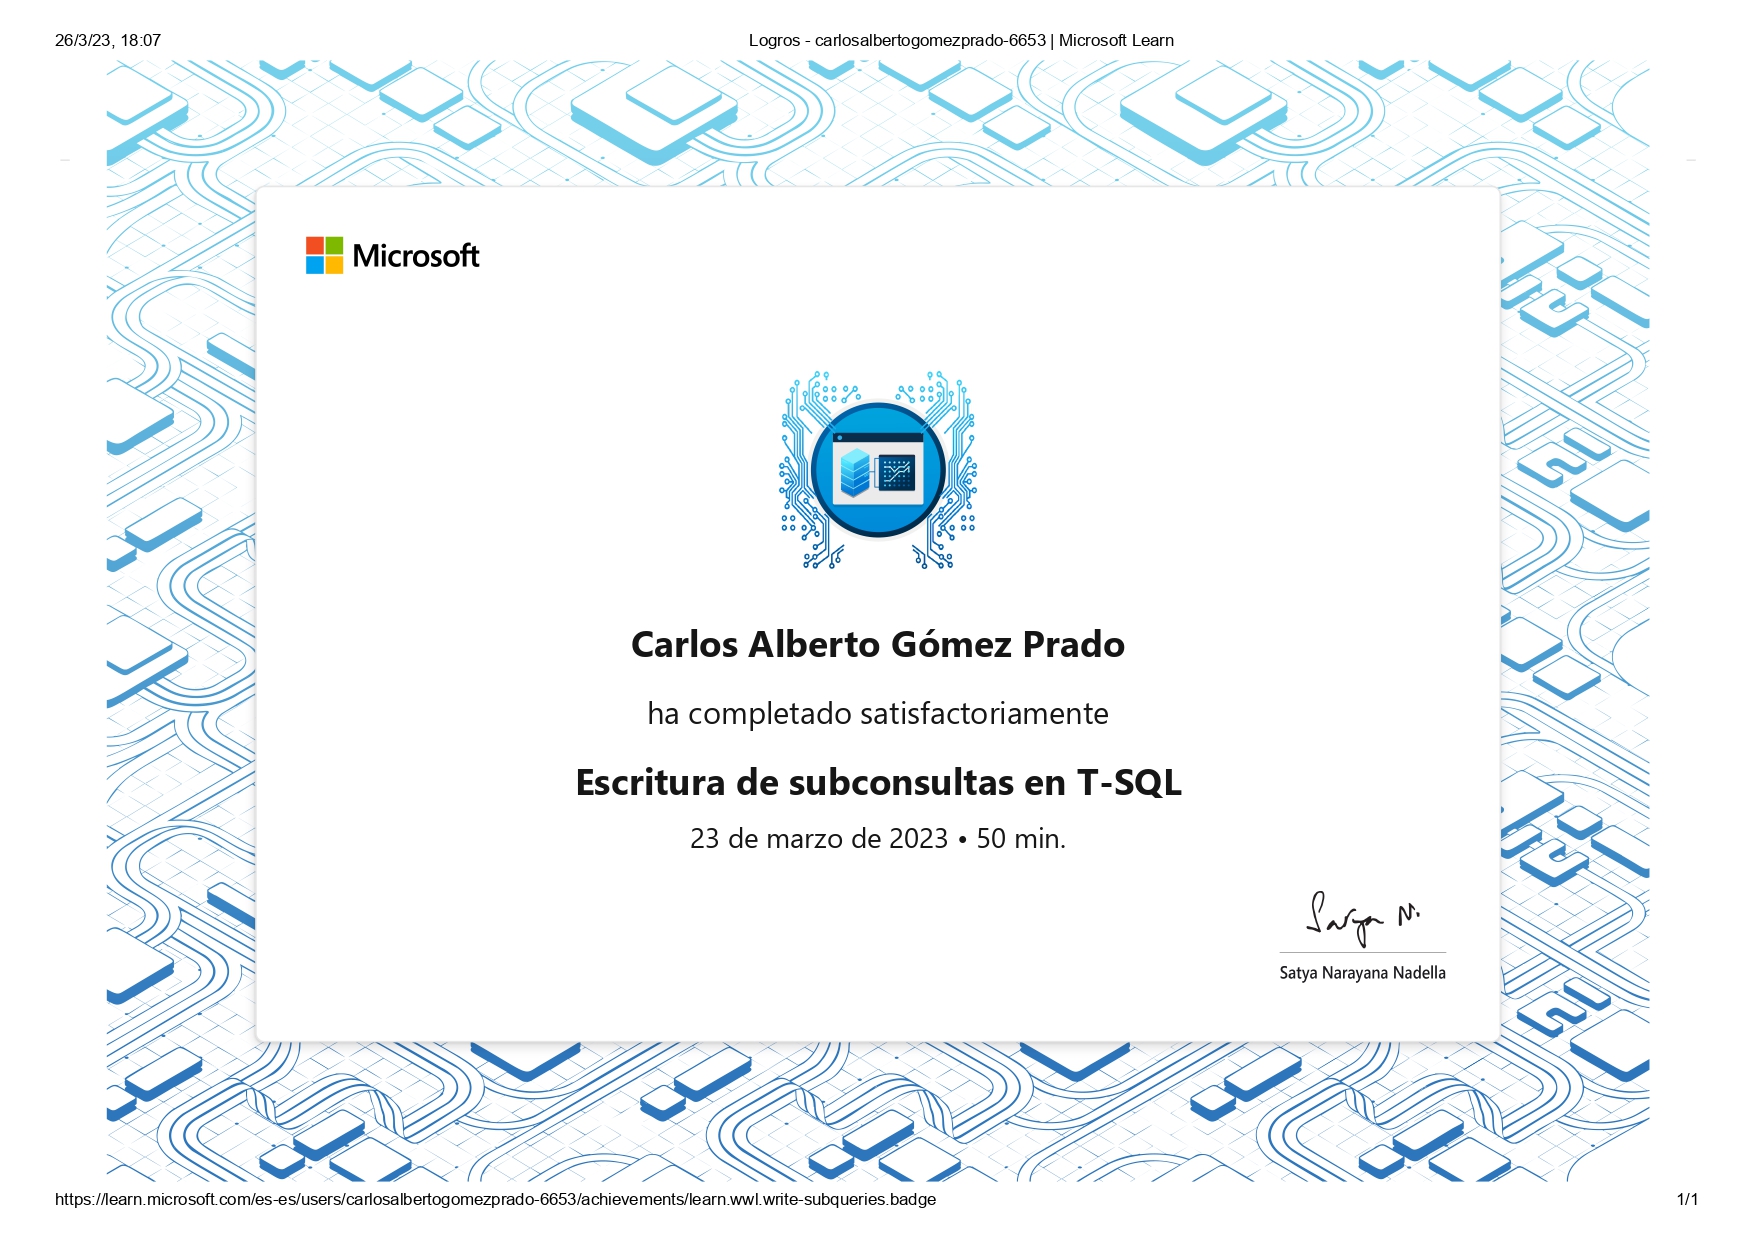 26/3/23, 18:07
Logros - carlosalbertogomezprado-6653 | Microsoft Learn
Microsoft
Carlos Alberto Gómez Prado
ha completado satisfactoriamente
Escritura de subconsultas en T-SQL
23 de marzo de 2023 • 50 min.
Satya N.
Satya Narayana Nadella
https://learn.microsoft.com/es-es/users/carlosalbertogomezprado-6653/achievements/learn.wwl.write-subqueries.badge
1/1